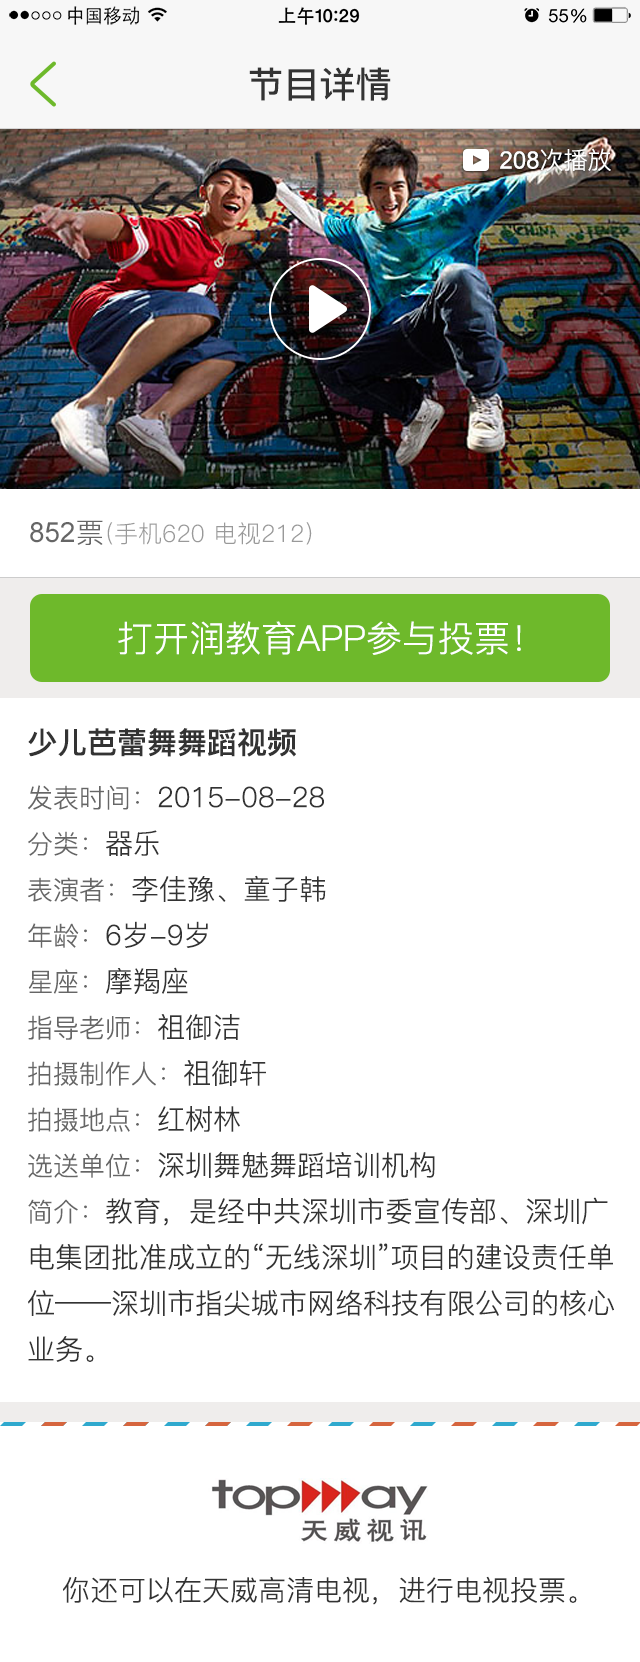 中国移动 上午10:29 55%
节目详情
208次播放
852票(手机620 电视212)
打开润教育APP参与投票!
少儿芭蕾舞舞蹈视频
发表时间：2015-08-28
分类：器乐
表演者：李佳豫、童子韩
年龄：6岁-9岁
星座：摩羯座
指导老师：祖御洁
拍摄制作人：祖御轩
拍摄地点：红树林
选送单位：深圳舞魅舞蹈培训机构
简介：教育，是经中共深圳市委宣传部、深圳广
电集团批准成立的“无线深圳”项目的建设责任单
位——深圳市指尖城市网络科技有限公司的核心
业务。
topway
天威视讯
你还可以在天威高清电视，进行电视投票。